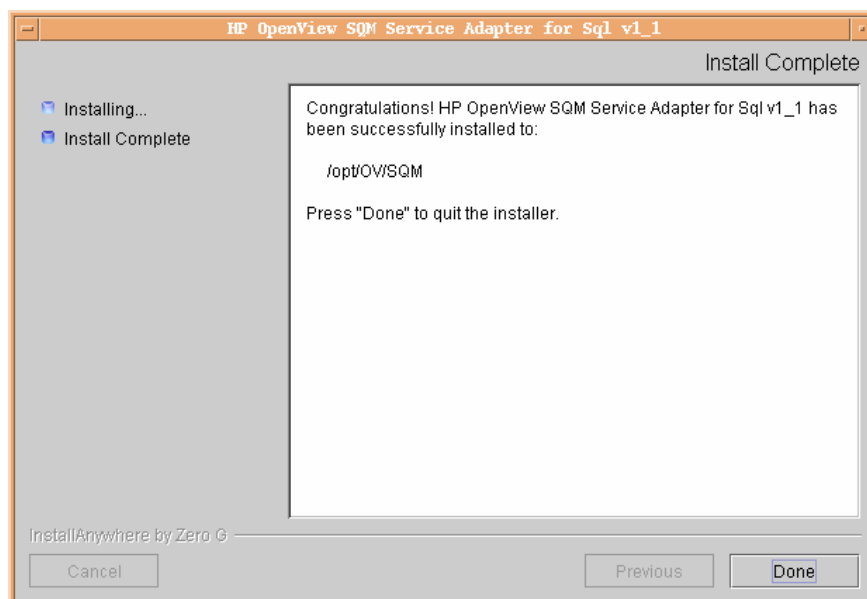 HP OpenView SQM Service Adapter for Sql v1_1
Install Complete
Installing...
Install Complete
Congratulations! HP OpenView SQM Service Adapter for Sql v1_1 has
been successfully installed to:
/opt/OV/SQM
Press "Done" to quit the installer.
InstallAnywhere by Zero G
Cancel
Previous
Done